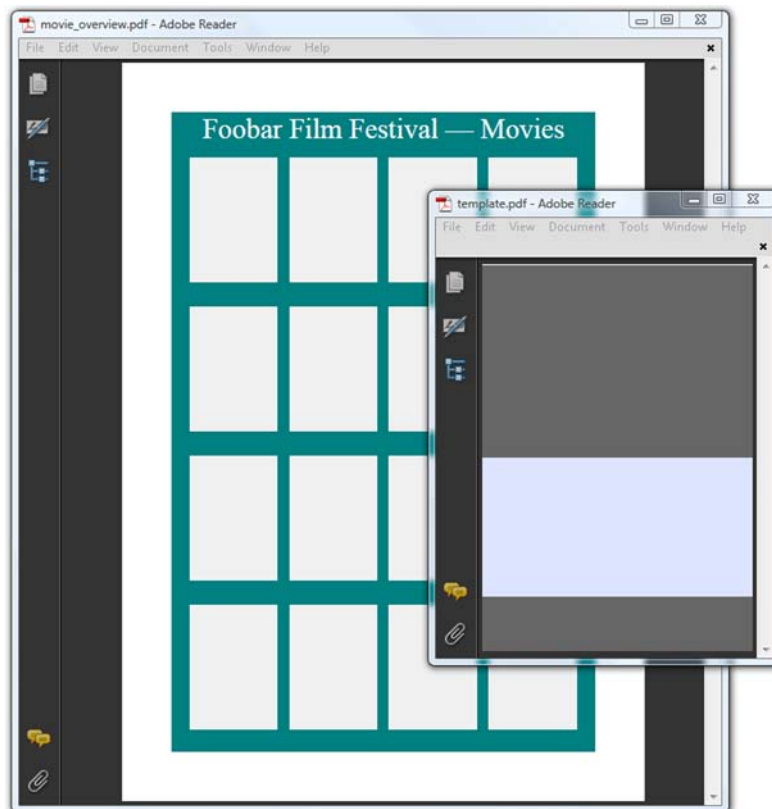 movie_overview.pdf - Adobe Reader
File Edit View Document Tools Window Help
Foobar Film Festival — Movies
template.pdf - Adobe Reader
File Edit View Document Tools Window Help